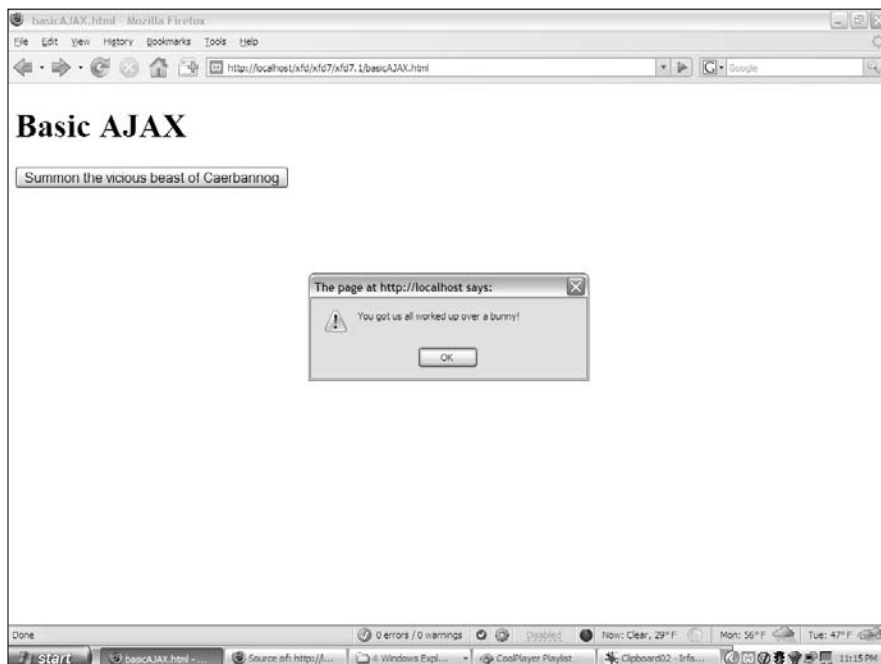 basicAJAX.html - Mozilla Firefox
File Edit View History Bookmarks Tools Help
http://localhost/xfd/xfd7/xfd7.1/basicAJAX.html
G Google
Basic AJAX
Summon the vicious beast of Caerbannog
The page at http://localhost says:
You got us all worked up over a bunny!
OK
Done 0 errors / 0 warnings Disabled Now: Clear, 29° F Mon: 56° F Tue: 47° F
start basicAJAX.html - ... Source of: http://l... 4 Windows Expl... CoolPlayer Playlist Clipboard02 - Irfa... 11:15 PM